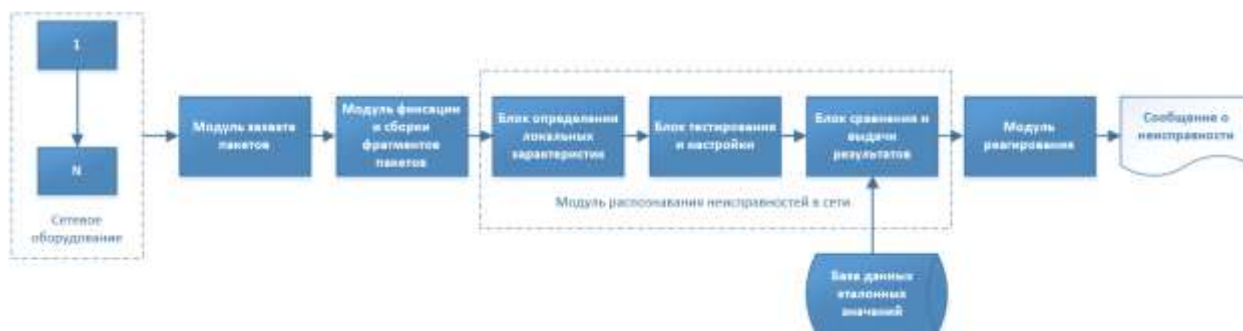 1
N
Сетевое
оборудование
Модуль захвата
пакетов
Модуль фиксации
и сборки
фрагментов
пакетов
Блок определения
локальных
характеристик
Блок тестирования
и настройки
Блок сравнения и
выдачи
результатов
Модуль распознавания неисправностей в сети
База данных
эталонных
значений
Модуль
реагирования
Сообщение о
неисправности